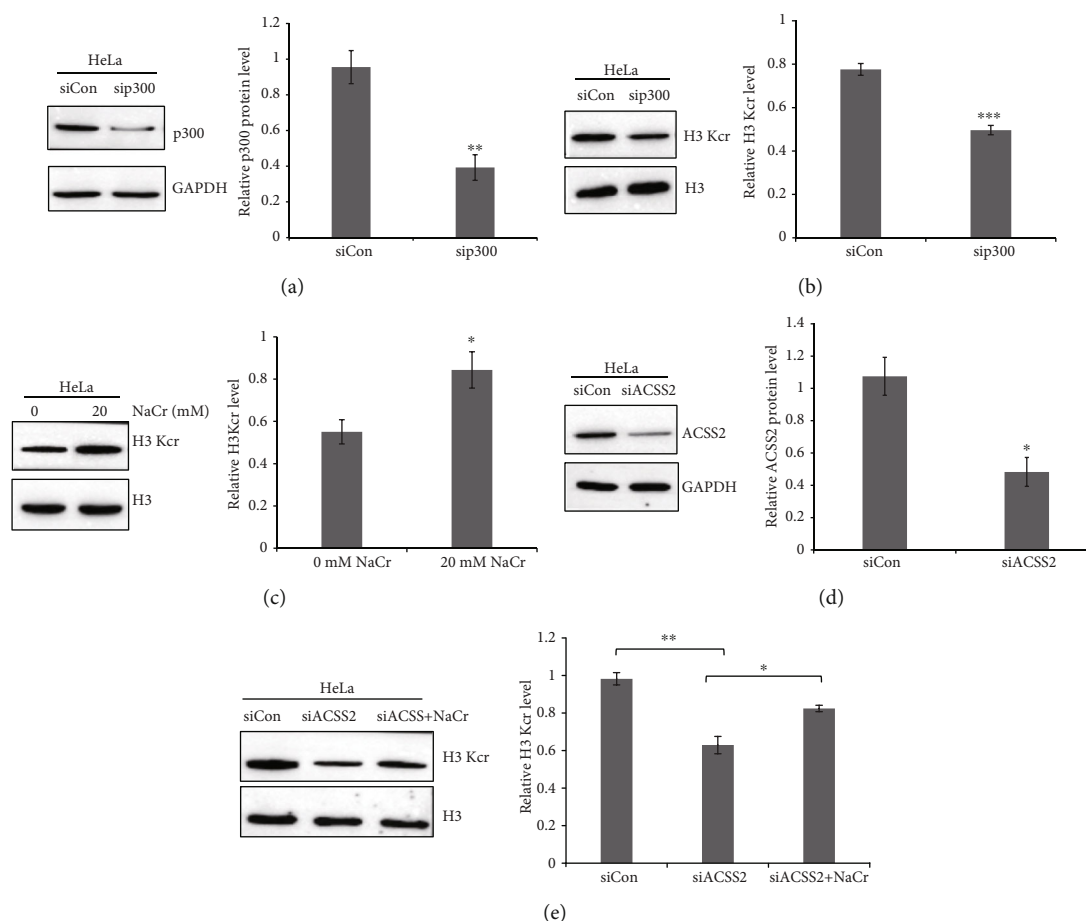 HeLa
siCon sip300
p300
GAPDH
Relative p300 protein level
1.2
1
0.8
0.6
0.4
0.2
0
**
siCon sip300
(a)
HeLa
siCon sip300
H3 Kcr
H3
Relative H3 Kcr level
1
0.8
0.6
0.4
0.2
0
***
siCon sip300
(b)
HeLa
0 20 NaCr (mM)
H3 Kcr
H3
Relative H3Kcr level
1
0.8
0.6
0.4
0.2
0
*
0 mM NaCr 20 mM NaCr
(c)
HeLa
siCon siACSS2
ACSS2
GAPDH
Relative ACSS2 protein level
1.4
1.2
1
0.8
0.6
0.4
0.2
0
*
siCon siACSS2
(d)
HeLa
siCon siACSS2 siACSS+NaCr
H3 Kcr
H3
Relative H3 Kcr level
1.2
1
0.8
0.6
0.4
0.2
0
**
*
siCon siACSS2 siACSS2+NaCr
(e)